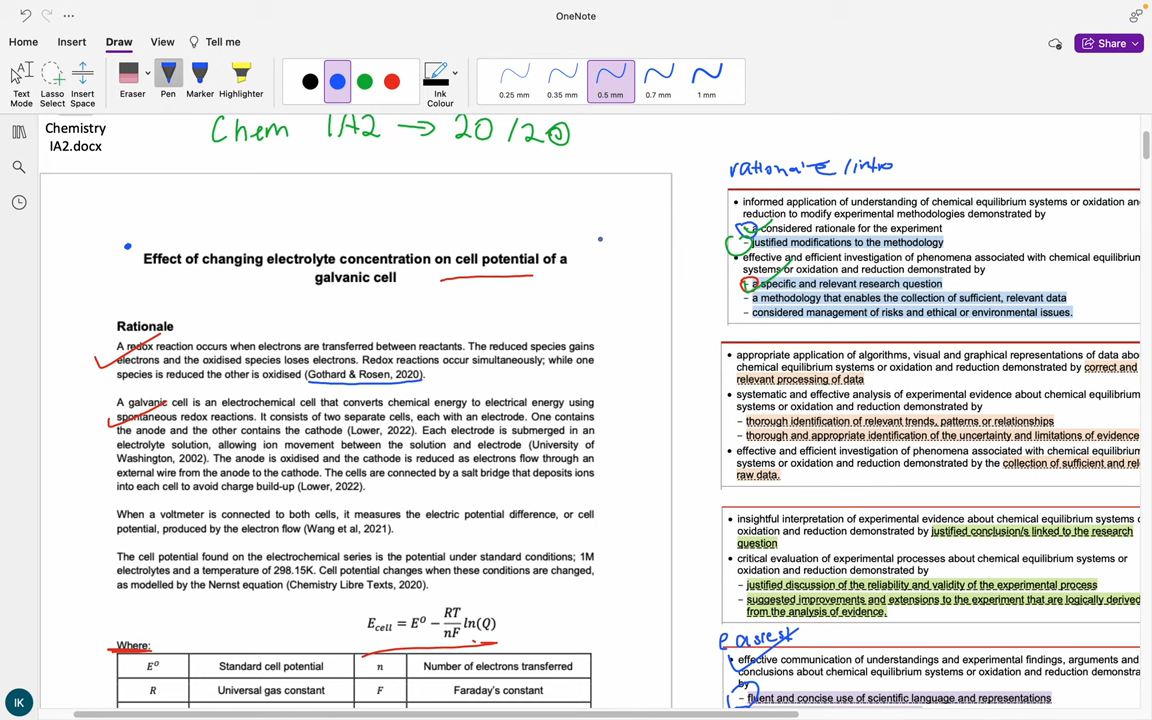 OneNote
Home Insert Draw View Tell me
Share
Text Mode
Lasso Select
Insert Space
Eraser
Pen
Marker
Highlighter
Ink Colour
0.25 mm
0.35 mm
0.5 mm
0.7 mm
1 mm
Chemistry
IA2.docx
Chem IA2 → 20/20
Effect of changing electrolyte concentration on cell potential of a
galvanic cell
Rationale
A redox reaction occurs when electrons are transferred between reactants. The reduced species gains
electrons and the oxidised species loses electrons. Redox reactions occur simultaneously; while one
species is reduced the other is oxidised (Gothard & Rosen, 2020).
A galvanic cell is an electrochemical cell that converts chemical energy to electrical energy using
spontaneous redox reactions. It consists of two separate cells, each with an electrode. One contains
the anode and the other contains the cathode (Lower, 2022). Each electrode is submerged in an
electrolyte solution, allowing ion movement between the solution and electrode (University of
Washington, 2002). The anode is oxidised and the cathode is reduced as electrons flow through an
external wire from the anode to the cathode. The cells are connected by a salt bridge that deposits ions
into each cell to avoid charge build-up (Lower, 2022).
When a voltmeter is connected to both cells, it measures the electric potential difference, or cell
potential, produced by the electron flow (Wang et al, 2021).
The cell potential found on the electrochemical series is the potential under standard conditions; 1M
electrolytes and a temperature of 298.15K. Cell potential changes when these conditions are changed,
as modelled by the Nernst equation (Chemistry Libre Texts, 2020).
E_cell = E^o − RT/nF ln(Q)
Where:
E^o Standard cell potential n Number of electrons transferred
R Universal gas constant F Faraday's constant
rationale /intro
• informed application of understanding of chemical equilibrium systems or oxidation an
reduction to modify experimental methodologies demonstrated by
– a considered rationale for the experiment
– justified modifications to the methodology
• effective and efficient investigation of phenomena associated with chemical equilibrium
systems or oxidation and reduction demonstrated by
– a specific and relevant research question
– a methodology that enables the collection of sufficient, relevant data
– considered management of risks and ethical or environmental issues.
• appropriate application of algorithms, visual and graphical representations of data abo
chemical equilibrium systems or oxidation and reduction demonstrated by correct and
relevant processing of data
• systematic and effective analysis of experimental evidence about chemical equilibrium
systems or oxidation and reduction demonstrated by
– thorough identification of relevant trends, patterns or relationships
– thorough and appropriate identification of the uncertainty and limitations of evidence
• effective and efficient investigation of phenomena associated with chemical equilibrium
systems or oxidation and reduction demonstrated by the collection of sufficient and rel
raw data.
• insightful interpretation of experimental evidence about chemical equilibrium systems o
oxidation and reduction demonstrated by justified conclusion/s linked to the research
question
• critical evaluation of experimental processes about chemical equilibrium systems or
oxidation and reduction demonstrated by
– justified discussion of the reliability and validity of the experimental process
– suggested improvements and extensions to the experiment that are logically derived
from the analysis of evidence.
easiest
• effective communication of understandings and experimental findings, arguments and
conclusions about chemical equilibrium systems or oxidation and reduction demonstra
by
– fluent and concise use of scientific language and representations
IK